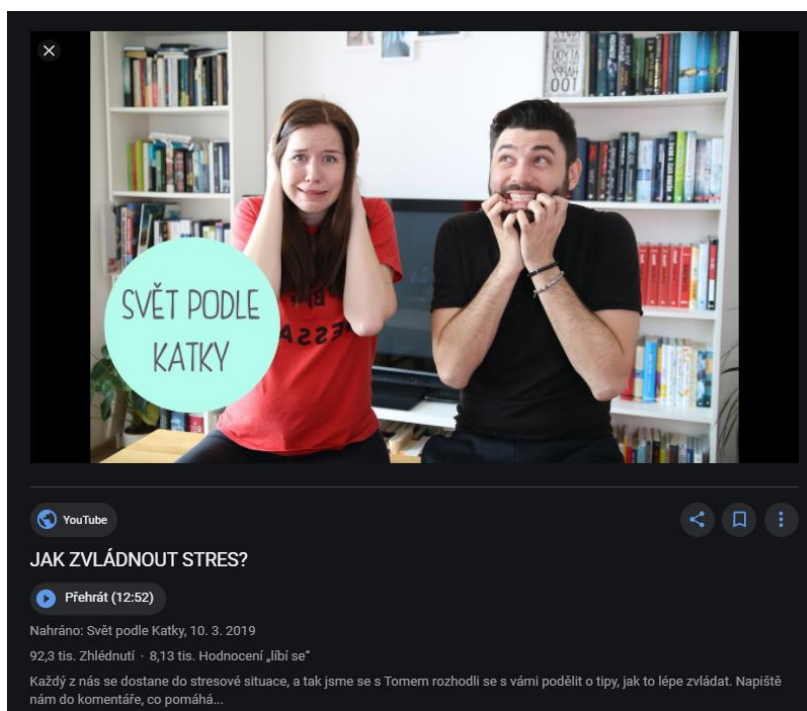 SVĚT PODLE
KATKY
YouTube
JAK ZVLÁDNOUT STRES?
Přehrát (12:52)
Nahráno: Svět podle Katky, 10. 3. 2019
92,3 tis. Zhlédnutí · 8,13 tis. Hodnocení „líbí se“
Každý z nás se dostane do stresové situace, a tak jsme se s Tomem rozhodli se s vámi podělit o tipy, jak to lépe zvládat. Napiště
nám do komentáře, co pomáhá...